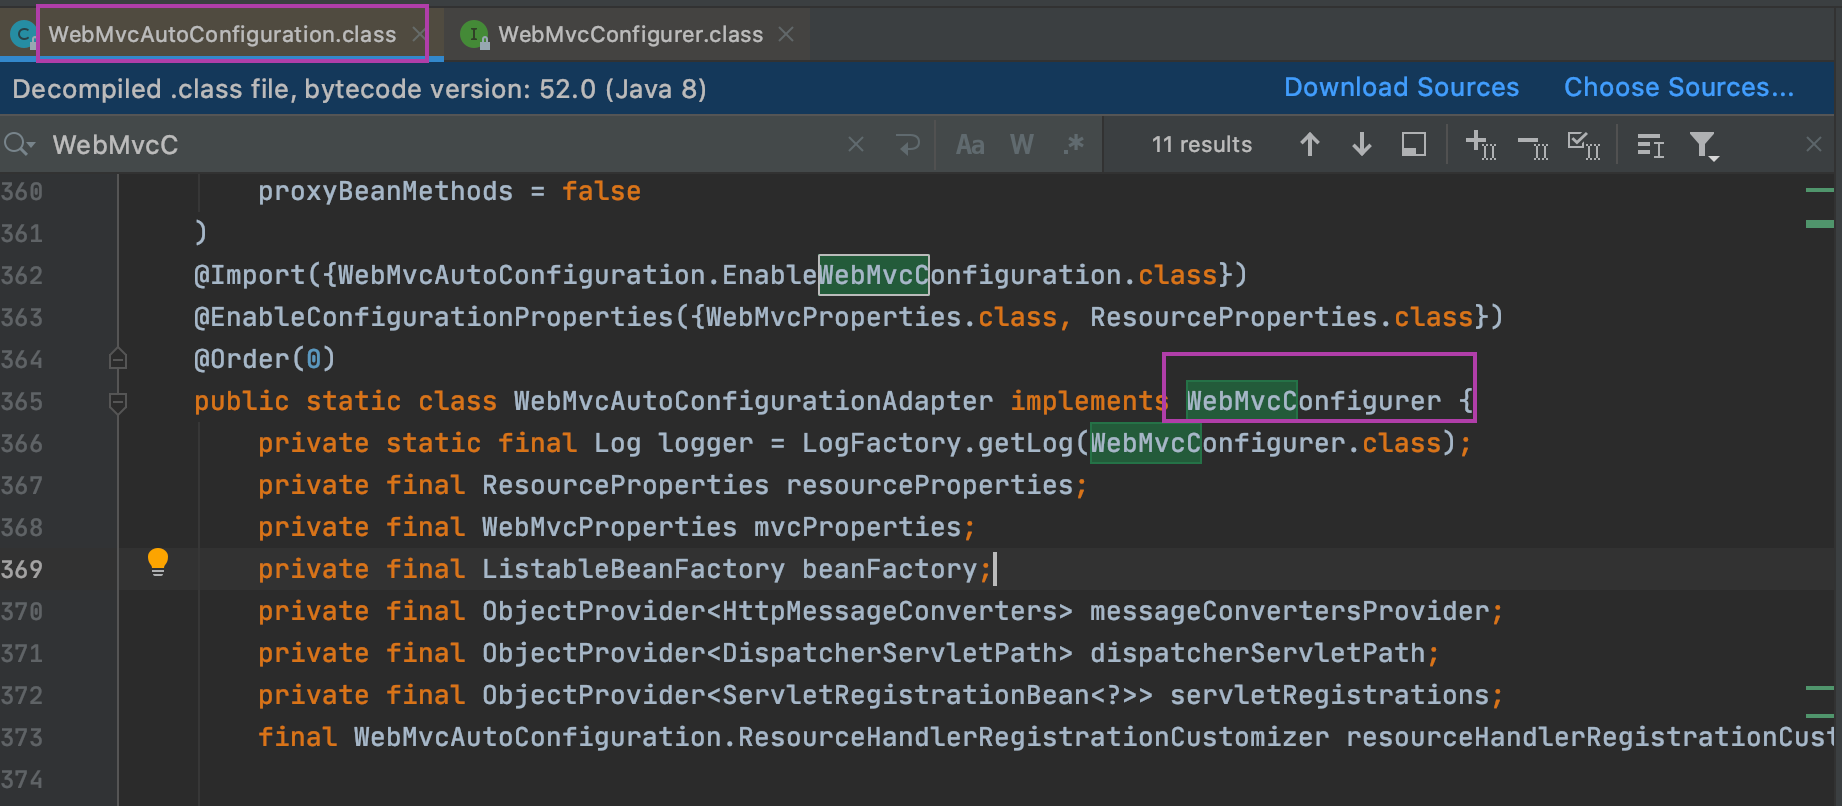 C WebMvcAutoConfiguration.class I WebMvcConfigurer.class
Decompiled .class file, bytecode version: 52.0 (Java 8) Download Sources Choose Sources...
WebMvcC Aa W .* 11 results
360 proxyBeanMethods = false
361 )
362 @Import({WebMvcAutoConfiguration.EnableWebMvcConfiguration.class})
363 @EnableConfigurationProperties({WebMvcProperties.class, ResourceProperties.class})
364 @Order(0)
365 public static class WebMvcAutoConfigurationAdapter implements WebMvcConfigurer {
366 private static final Log logger = LogFactory.getLog(WebMvcConfigurer.class);
367 private final ResourceProperties resourceProperties;
368 private final WebMvcProperties mvcProperties;
369 private final ListableBeanFactory beanFactory;
370 private final ObjectProvider<HttpMessageConverters> messageConvertersProvider;
371 private final ObjectProvider<DispatcherServletPath> dispatcherServletPath;
372 private final ObjectProvider<ServletRegistrationBean<?>> servletRegistrations;
373 final WebMvcAutoConfiguration.ResourceHandlerRegistrationCustomizer resourceHandlerRegistrationCust
374